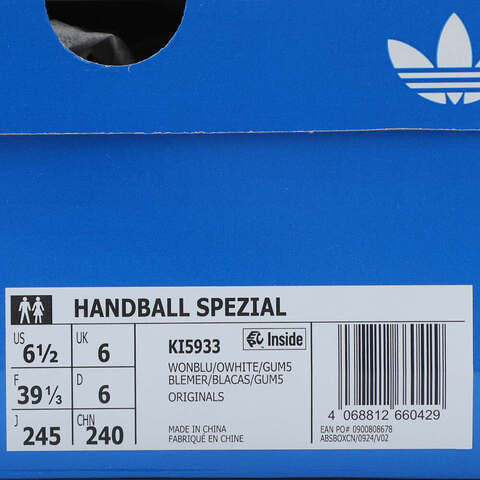 HANDBALL SPEZIAL
US 6½ UK 6
F 39⅓ D 6
J 245 CHN 240
KI5933
Inside
WONBLU/OWHITE/GUM5
BLEMER/BLACAS/GUM5
ORIGINALS
MADE IN CHINA
FABRIQUÉ EN CHINE
4 068812 660429
EAN PO# 0900808678
ABSBOXCN/0924/V02